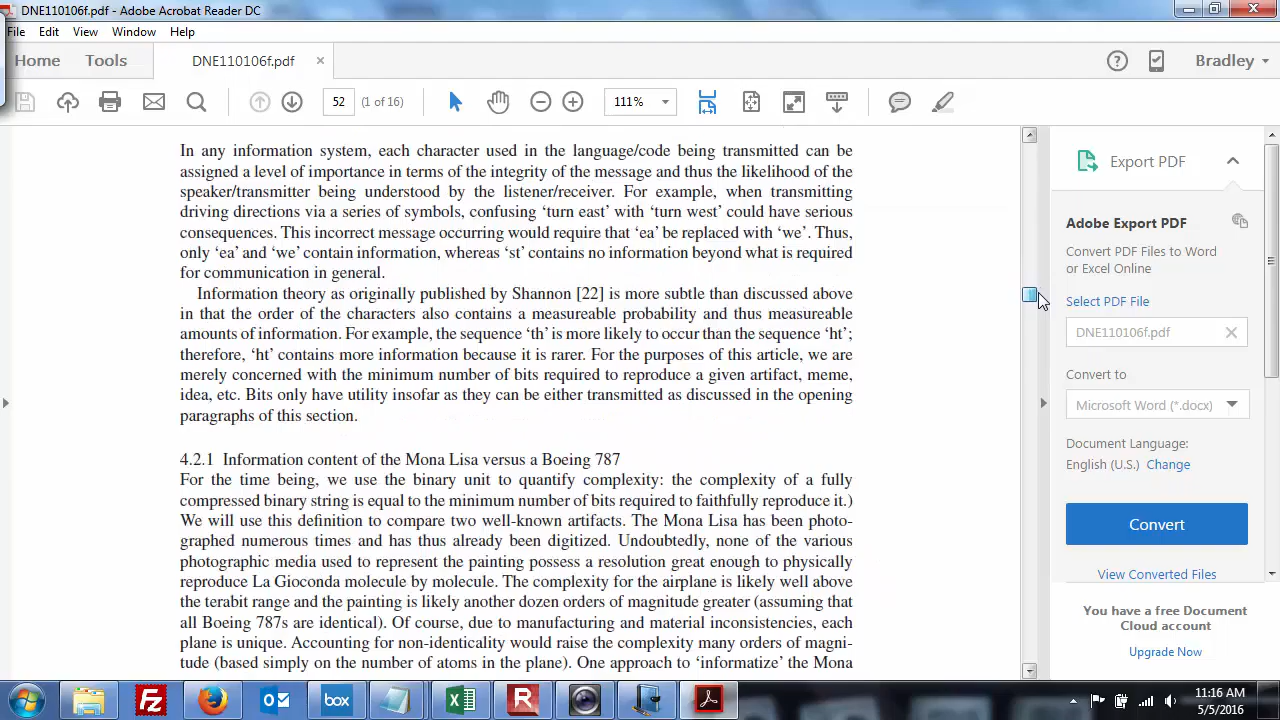 DNE110106f.pdf - Adobe Acrobat Reader DC
File Edit View Window Help
Home Tools DNE110106f.pdf × Bradley
52 (1 of 16) 111%
In any information system, each character used in the language/code being transmitted can be
assigned a level of importance in terms of the integrity of the message and thus the likelihood of the
speaker/transmitter being understood by the listener/receiver. For example, when transmitting
driving directions via a series of symbols, confusing ‘turn east’ with ‘turn west’ could have serious
consequences. This incorrect message occurring would require that ‘ea’ be replaced with ‘we’. Thus,
only ‘ea’ and ‘we’ contain information, whereas ‘st’ contains no information beyond what is required
for communication in general.
Information theory as originally published by Shannon [22] is more subtle than discussed above
in that the order of the characters also contains a measureable probability and thus measureable
amounts of information. For example, the sequence ‘th’ is more likely to occur than the sequence ‘ht’;
therefore, ‘ht’ contains more information because it is rarer. For the purposes of this article, we are
merely concerned with the minimum number of bits required to reproduce a given artifact, meme,
idea, etc. Bits only have utility insofar as they can be either transmitted as discussed in the opening
paragraphs of this section.
4.2.1 Information content of the Mona Lisa versus a Boeing 787
For the time being, we use the binary unit to quantify complexity: the complexity of a fully
compressed binary string is equal to the minimum number of bits required to faithfully reproduce it.)
We will use this definition to compare two well-known artifacts. The Mona Lisa has been photo-
graphed numerous times and has thus already been digitized. Undoubtedly, none of the various
photographic media used to represent the painting possess a resolution great enough to physically
reproduce La Gioconda molecule by molecule. The complexity for the airplane is likely well above
the terabit range and the painting is likely another dozen orders of magnitude greater (assuming that
all Boeing 787s are identical). Of course, due to manufacturing and material inconsistencies, each
plane is unique. Accounting for non-identicality would raise the complexity many orders of magni-
tude (based simply on the number of atoms in the plane). One approach to ‘informatize’ the Mona
Export PDF
Adobe Export PDF
Convert PDF Files to Word
or Excel Online
Select PDF File
DNE110106f.pdf
Convert to
Microsoft Word (*.docx)
Document Language:
English (U.S.) Change
Convert
View Converted Files
You have a free Document
Cloud account
Upgrade Now
box
11:16 AM
5/5/2016